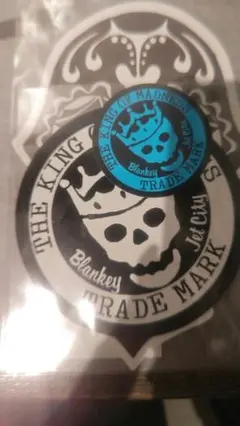 THE KING OF MADNESS
Blankey
Jet City
TRADE MARK
THE KING O S
Blankey
Jet City
TRADE MARK